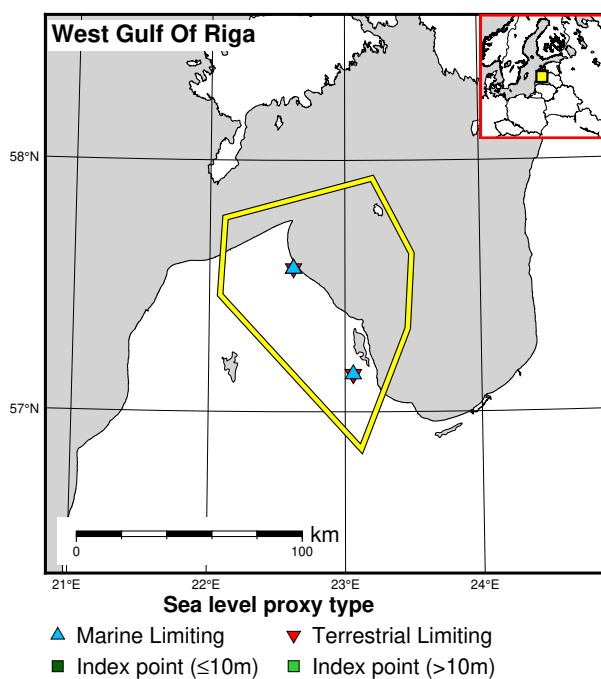 West Gulf Of Riga
58°N
57°N
km
0 100
21°E 22°E 23°E 24°E
Sea level proxy type
Marine Limiting Terrestrial Limiting
Index point (≤10m) Index point (>10m)